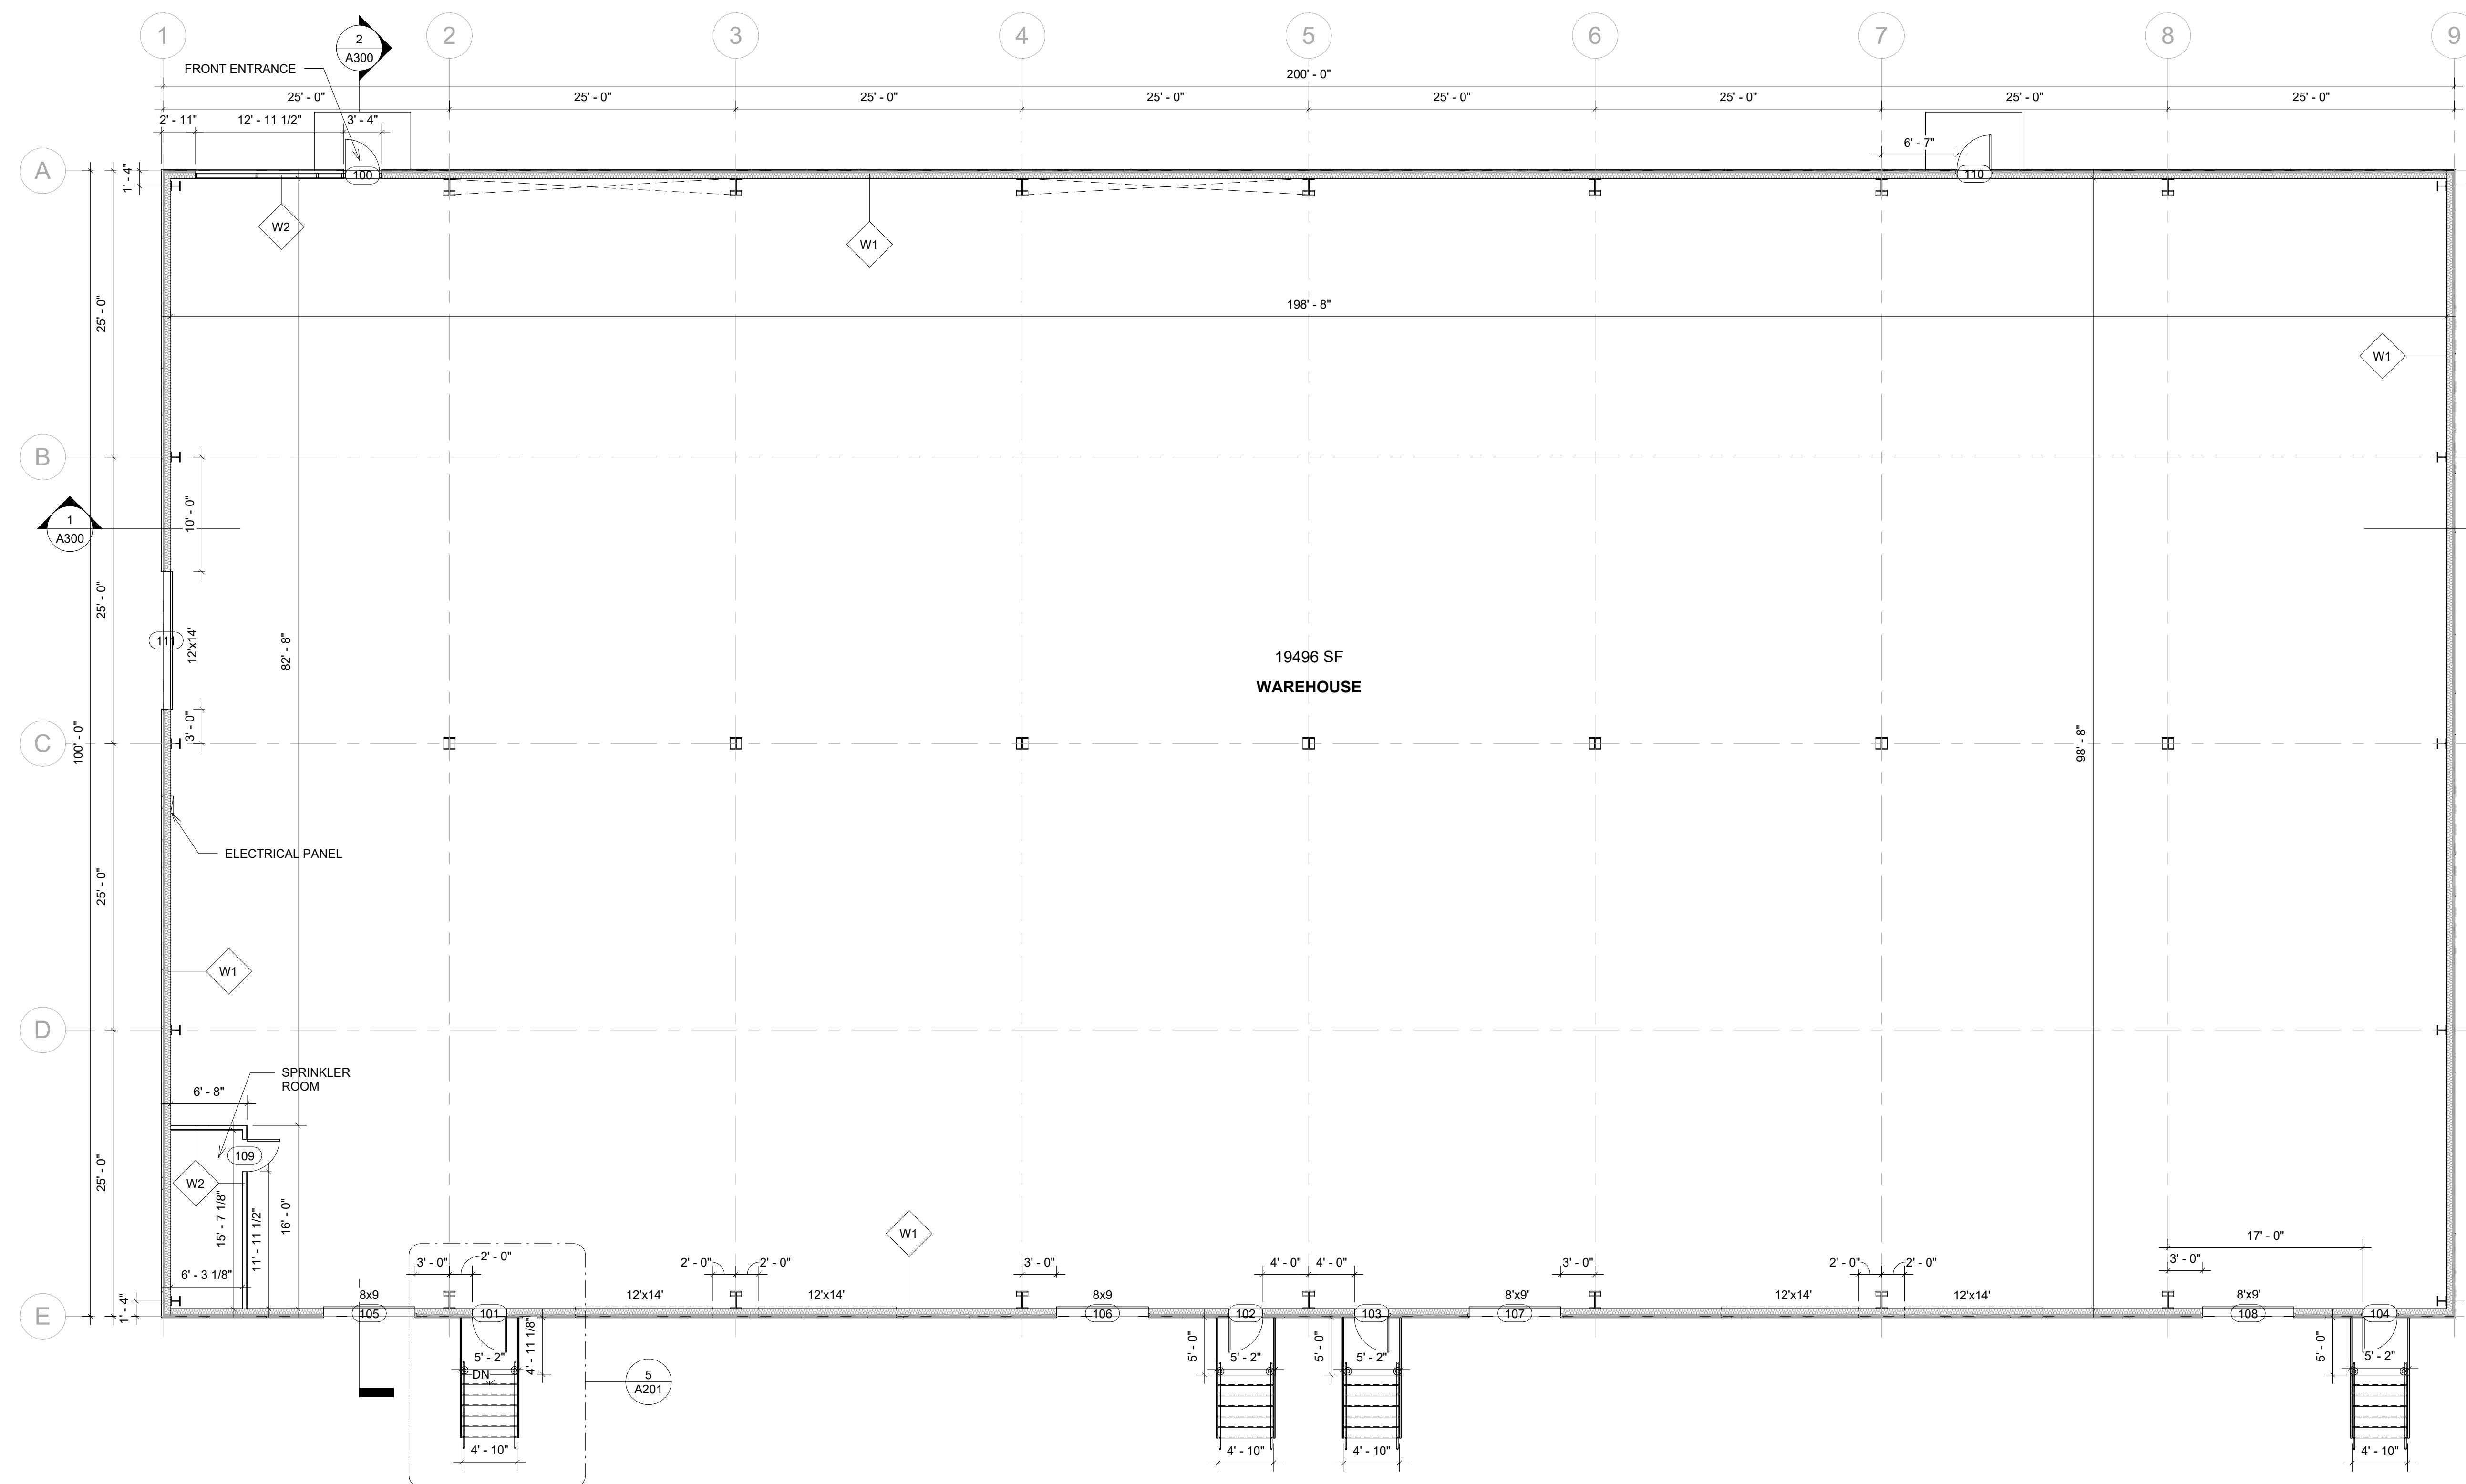 1
2
3
4
5
6
7
8
9
2
A300
FRONT ENTRANCE
200' - 0"
25' - 0"
25' - 0"
25' - 0"
25' - 0"
25' - 0"
25' - 0"
25' - 0"
25' - 0"
2' - 11"
12' - 11 1/2"
3' - 4"
6' - 7"
A
1' - 4"
100
110
W2
W1
25' - 0"
198' - 8"
W1
B
10' - 0"
1
A300
25' - 0"
111
12'x14'
82' - 8"
19496 SF
WAREHOUSE
C
100' - 0"
3' - 0"
98' - 8"
ELECTRICAL PANEL
25' - 0"
W1
D
SPRINKLER
ROOM
6' - 8"
109
25' - 0"
W2
15' - 7 1/8"
11' - 11 1/2"
16' - 0"
W1
6' - 3 1/8"
3' - 0"
2' - 0"
2' - 0"
2' - 0"
3' - 0"
4' - 0"
4' - 0"
3' - 0"
2' - 0"
2' - 0"
17' - 0"
3' - 0"
8x9
12'x14'
12'x14'
8x9
8'x9'
12'x14'
12'x14'
8'x9'
E
1' - 4"
105
101
106
102
103
107
108
104
5' - 2"
4' - 11 1/8"
5' - 0"
5' - 2"
5' - 0"
5' - 2"
5' - 0"
5' - 2"
DN
5
A201
4' - 10"
4' - 10"
4' - 10"
4' - 10"